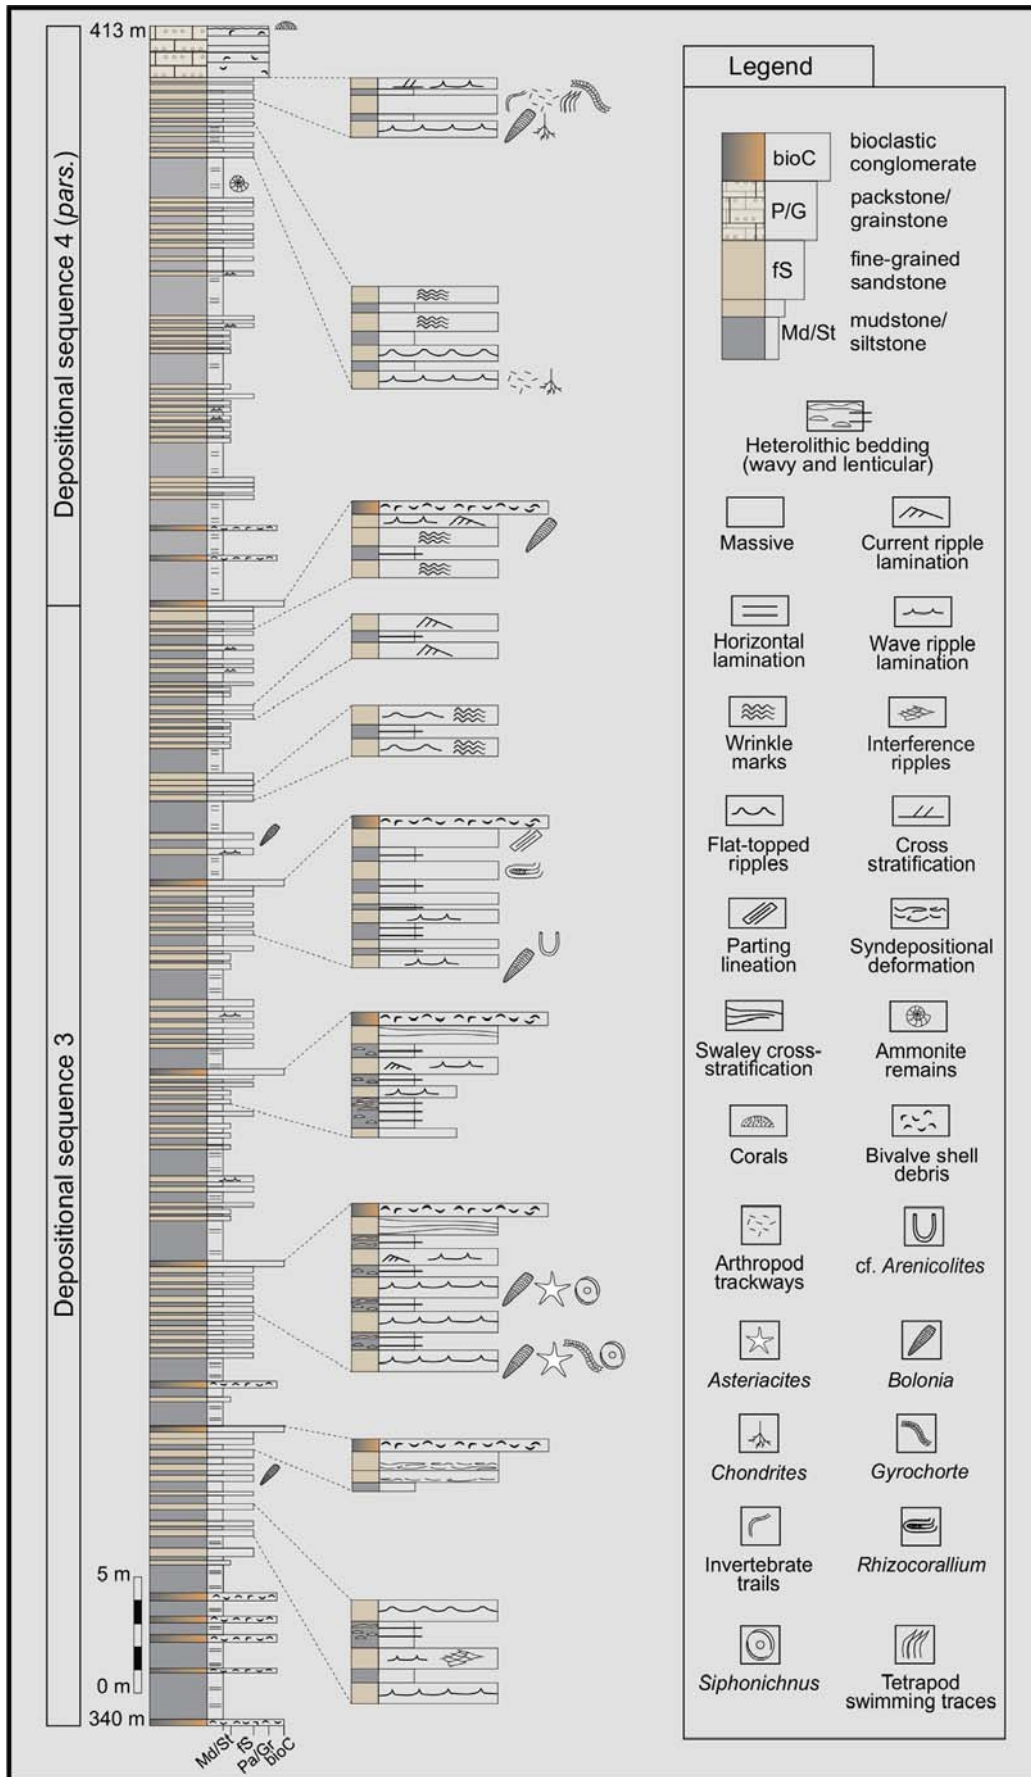 413 m
Depositional sequence 4 (pars.)
Depositional sequence 3
5 m
0 m
340 m
Md/St
fS
Pa/Gr
bioC
Legend
bioC
bioclastic
conglomerate
P/G
packstone/
grainstone
fS
fine-grained
sandstone
Md/St
mudstone/
siltstone
Heterolithic bedding
(wavy and lenticular)
Massive
Current ripple
lamination
Horizontal
lamination
Wave ripple
lamination
Wrinkle
marks
Interference
ripples
Flat-topped
ripples
Cross
stratification
Parting
lineation
Syndepositional
deformation
Swaley cross-
stratification
Ammonite
remains
Corals
Bivalve shell
debris
Arthropod
trackways
cf. Arenicolites
Asteriacites
Bolonia
Chondrites
Gyrochorte
Invertebrate
trails
Rhizocorallium
Siphonichnus
Tetrapod
swimming traces